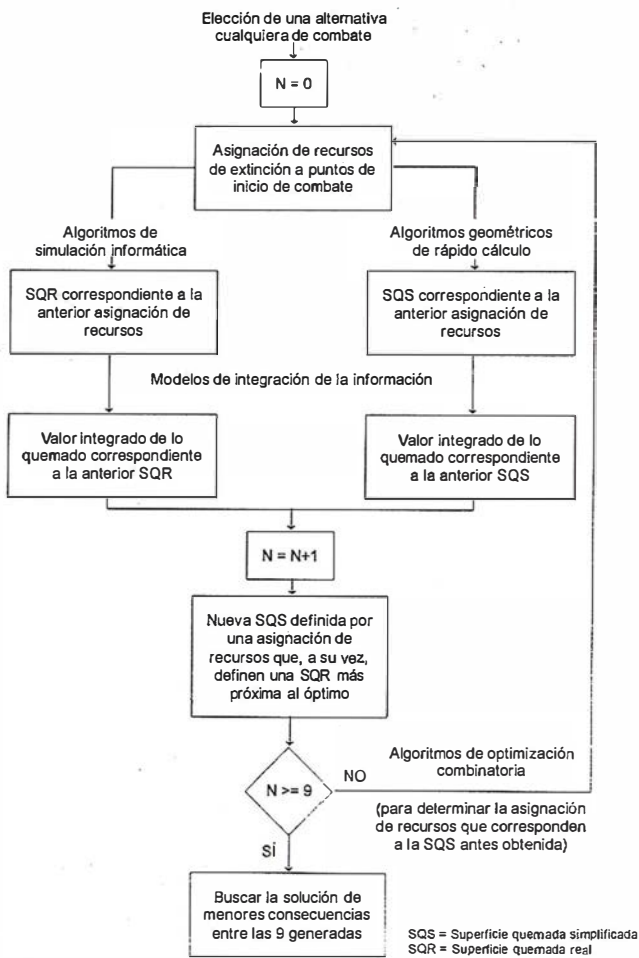 Elección de una alternativa
cualquiera de combate
N = 0
Asignación de recursos
de extinción a puntos de
inicio de combate
Algoritmos de
simulación informática
Algoritmos geométricos
de rápido cálculo
SQR correspondiente a la
anterior asignación de
recursos
SQS correspondiente a la
anterior asignación de
recursos
Modelos de integración de la información
Valor integrado de lo
quemado correspondiente
a la anterior SQR
Valor integrado de lo
quemado correspondiente
a la anterior SQS
N = N+1
Nueva SQS definida por
una asignación de
recursos que, a su vez,
definen una SQR más
próxima al óptimo
N >= 9
NO
Algoritmos de optimización
combinatoria
(para determinar la asignación
de recursos que corresponden
a la SQS antes obtenida)
SÍ
Buscar la solución de
menores consecuencias
entre las 9 generadas
SQS = Superficie quemada simplificada
SQR = Superficie quemada real